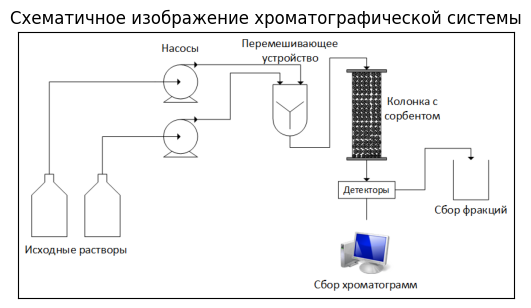 Схематичное изображение хроматографической системы
Насосы
Перемешивающее
устройство
Колонка с
сорбентом
Детекторы
Сбор фракций
Исходные растворы
Сбор хроматограмм